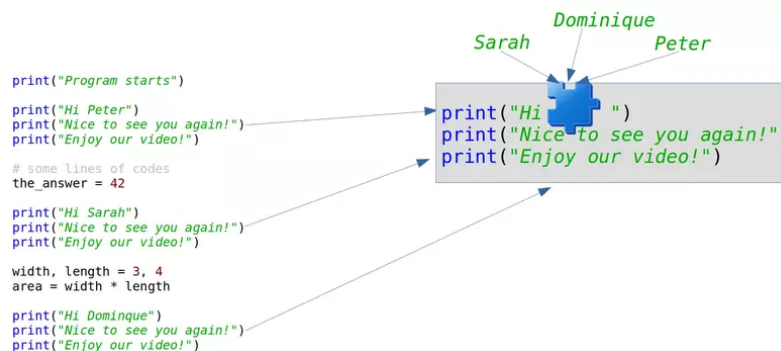 print("Program starts")
print("Hi Peter")
print("Nice to see you again!")
print("Enjoy our video!")
# some lines of codes
the_answer = 42
print("Hi Sarah")
print("Nice to see you again!")
print("Enjoy our video!")
width, length = 3, 4
area = width * length
print("Hi Dominque")
print("Nice to see you again!")
print("Enjoy our video!")
Dominique
Sarah
Peter
print("Hi ")
print("Nice to see you again!"
print("Enjoy our video!")